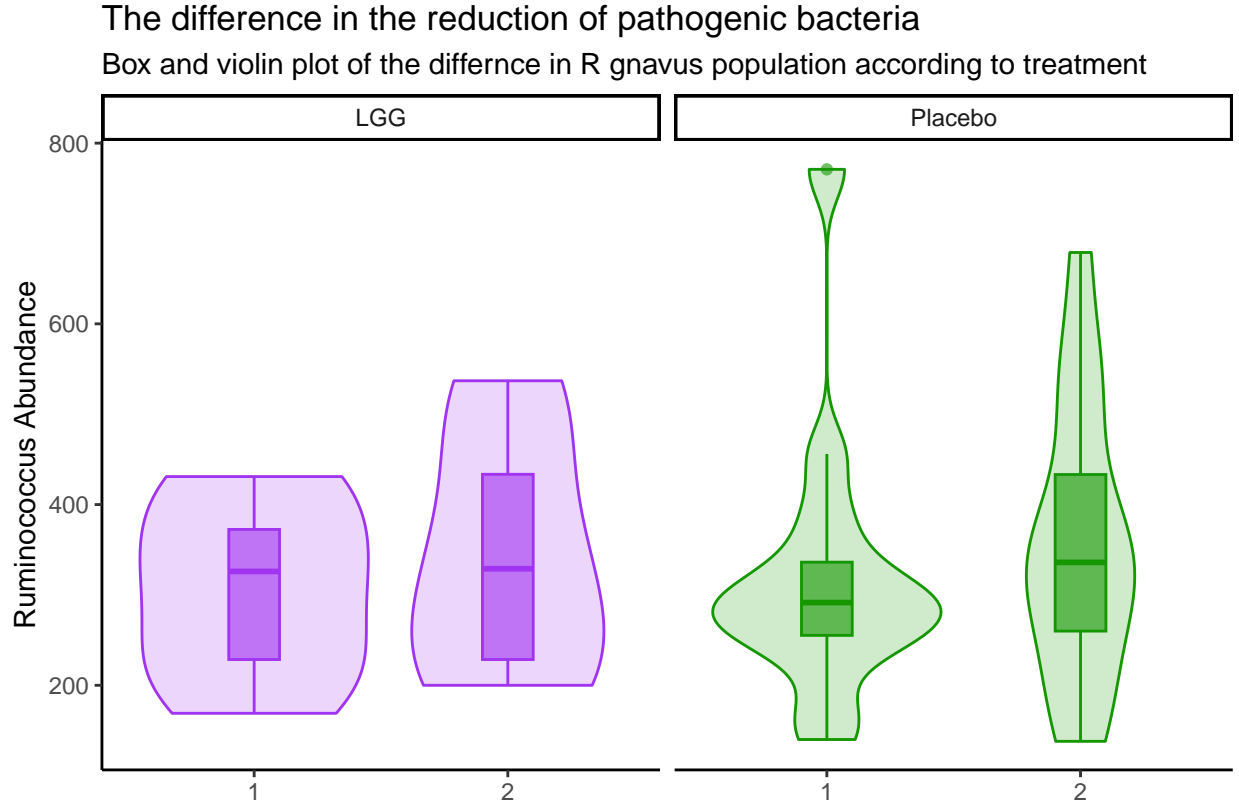 The difference in the reduction of pathogenic bacteria
Box and violin plot of the differnce in R gnavus population according to treatment
LGG
Placebo
Ruminococcus Abundance
800
600
400
200
1
2
1
2